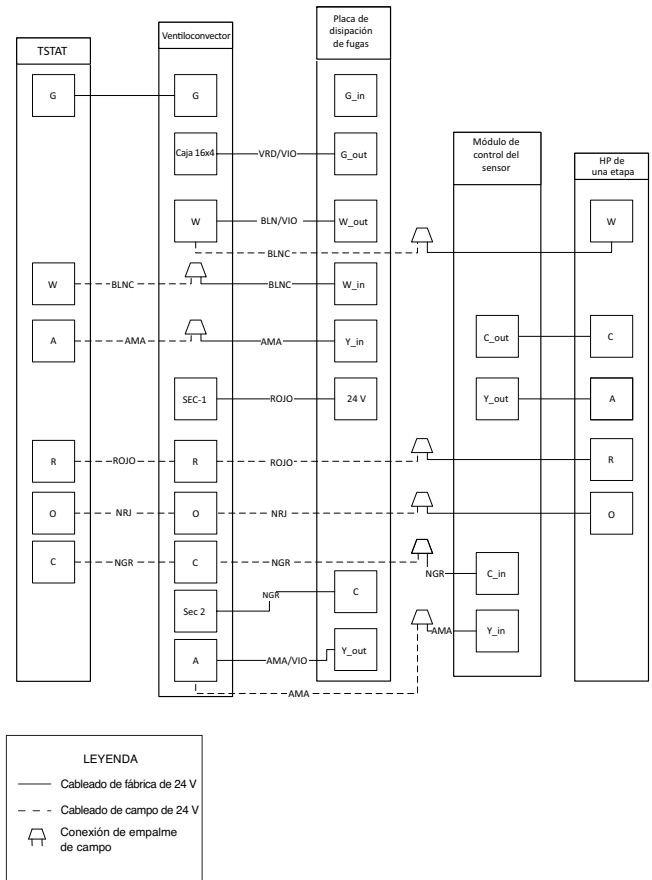 Placa de
disipación
de fugas
Ventiloconvector
TSTAT
Módulo de
control del
sensor
HP de
una etapa
G
G
G_in
Caja 16x4
VRD/VIO
G_out
W
BLN/VIO
W_out
W
BLNC
W
BLNC
BLNC
W_in
A
AMA
AMA
Y_in
C_out
C
SEC-1
ROJO
24 V
Y_out
A
R
ROJO
R
ROJO
R
O
NRJ
O
NRJ
O
C
NGR
C
NGR
NGR
C_in
Sec 2
NGR
C
AMA
Y_in
A
AMA/VIO
Y_out
AMA
LEYENDA
Cableado de fábrica de 24 V
Cableado de campo de 24 V
Conexión de empalme
de campo